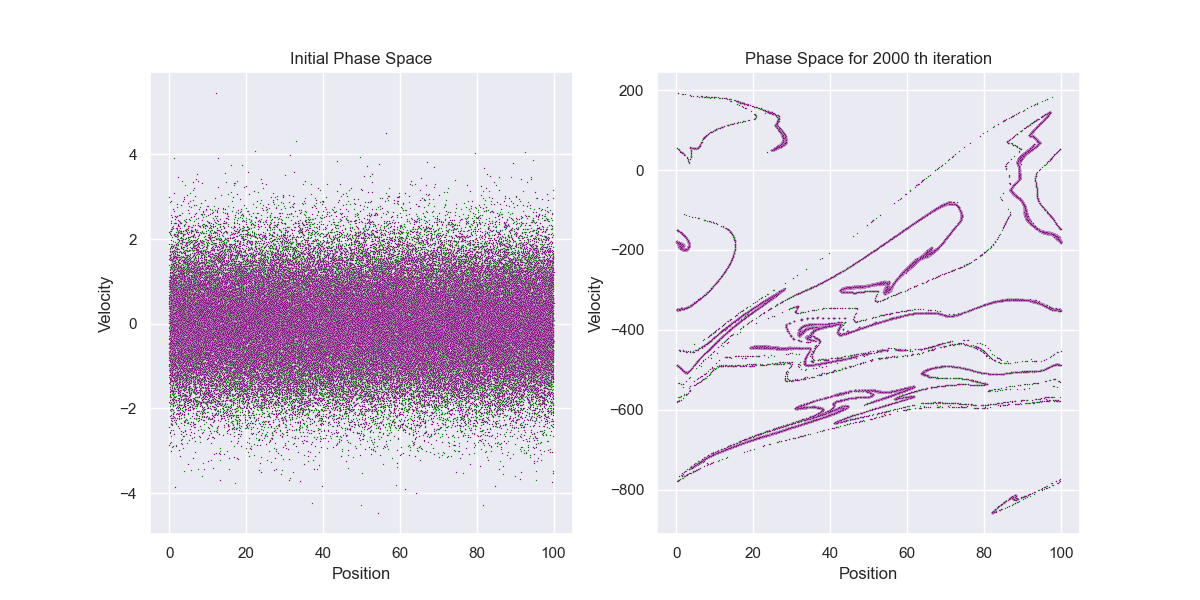 Initial Phase Space
Velocity
4
2
0
−2
−4
0 20 40 60 80 100
Position
Phase Space for 2000 th iteration
Velocity
200
0
−200
−400
−600
−800
0 20 40 60 80 100
Position